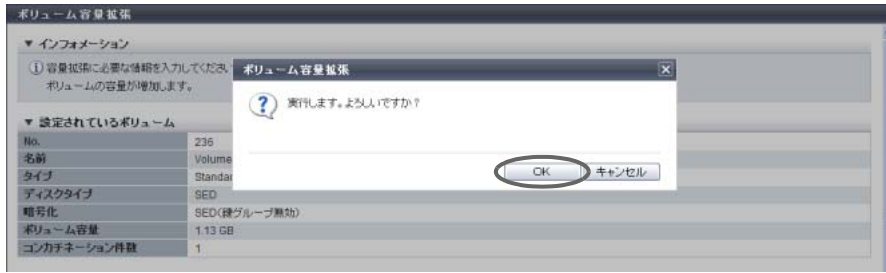 ボリューム容量拡張
▼ インフォメーション
容量拡張に必要な情報を入力してくださ
ボリュームの容量が増加します。
ボリューム容量拡張
実行します。よろしいですか?
OK キャンセル
▼ 設定されているボリューム
No. 236
名前 Volume
タイプ Standar
ディスクタイプ SED
暗号化 SED(鍵グループ無効)
ボリューム容量 1.13 GB
コンカチネーション件数 1